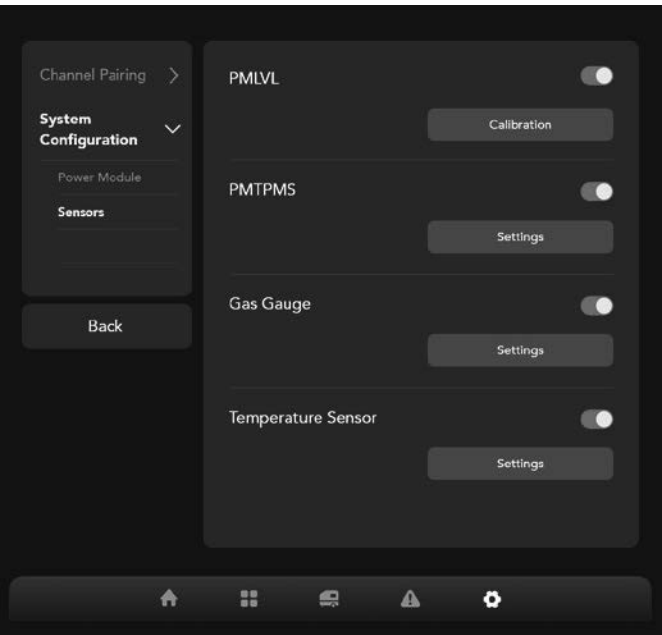 Channel Pairing
System
Configuration
Power Module
Sensors
Back
PMLVL
Calibration
PMTPMS
Settings
Gas Gauge
Settings
Temperature Sensor
Settings